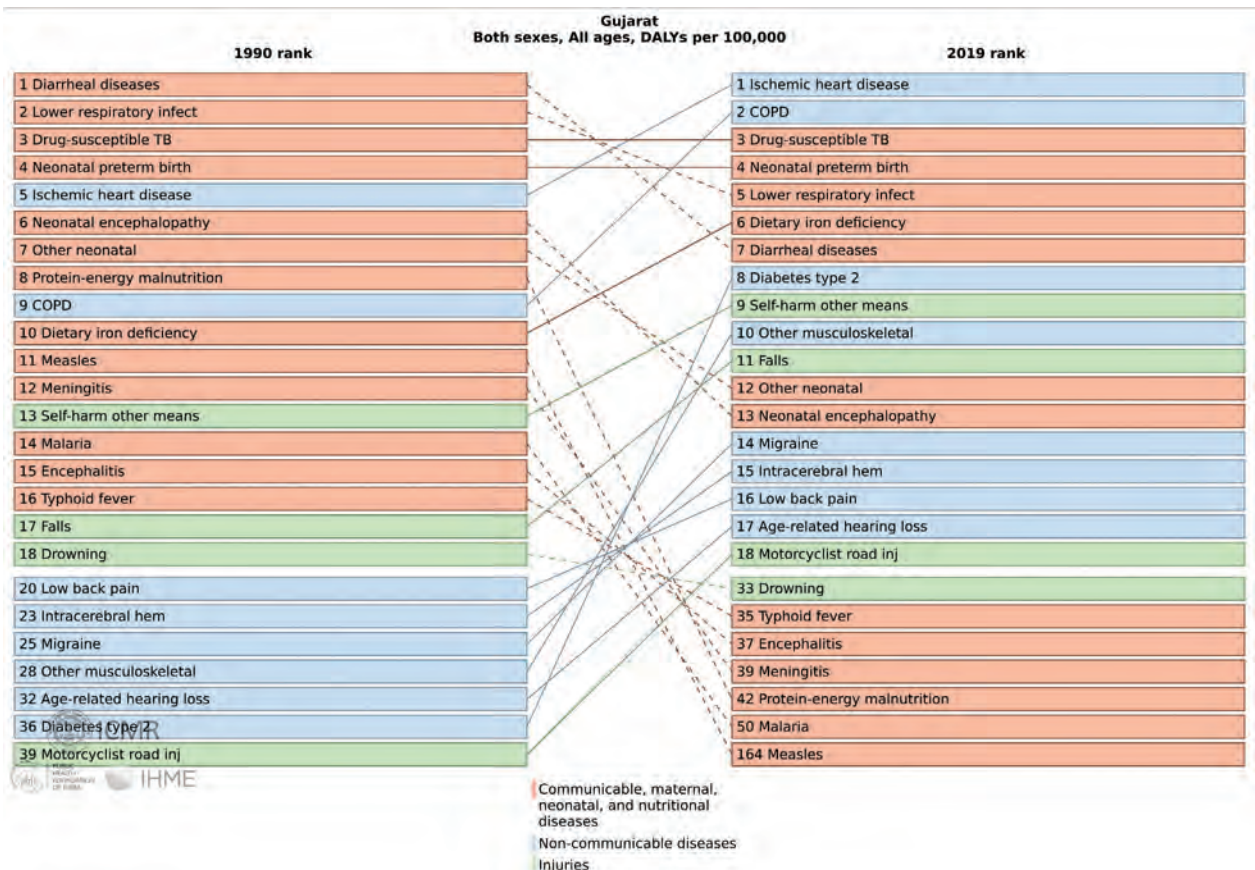 Gujarat
Both sexes, All ages, DALYs per 100,000
1990 rank
1 Diarrheal diseases
2 Lower respiratory infect
3 Drug-susceptible TB
4 Neonatal preterm birth
5 Ischemic heart disease
6 Neonatal encephalopathy
7 Other neonatal
8 Protein-energy malnutrition
9 COPD
10 Dietary iron deficiency
11 Measles
12 Meningitis
13 Self-harm other means
14 Malaria
15 Encephalitis
16 Typhoid fever
17 Falls
18 Drowning
20 Low back pain
23 Intracerebral hem
25 Migraine
28 Other musculoskeletal
32 Age-related hearing loss
36 Diabetes type 2
39 Motorcyclist road inj
2019 rank
1 Ischemic heart disease
2 COPD
3 Drug-susceptible TB
4 Neonatal preterm birth
5 Lower respiratory infect
6 Dietary iron deficiency
7 Diarrheal diseases
8 Diabetes type 2
9 Self-harm other means
10 Other musculoskeletal
11 Falls
12 Other neonatal
13 Neonatal encephalopathy
14 Migraine
15 Intracerebral hem
16 Low back pain
17 Age-related hearing loss
18 Motorcyclist road inj
33 Drowning
35 Typhoid fever
37 Encephalitis
39 Meningitis
42 Protein-energy malnutrition
50 Malaria
164 Measles
ICMR
PUBLIC
HEALTH
FOUNDATION
OF INDIA
IHME
Communicable, maternal,
neonatal, and nutritional
diseases
Non-communicable diseases
Injuries